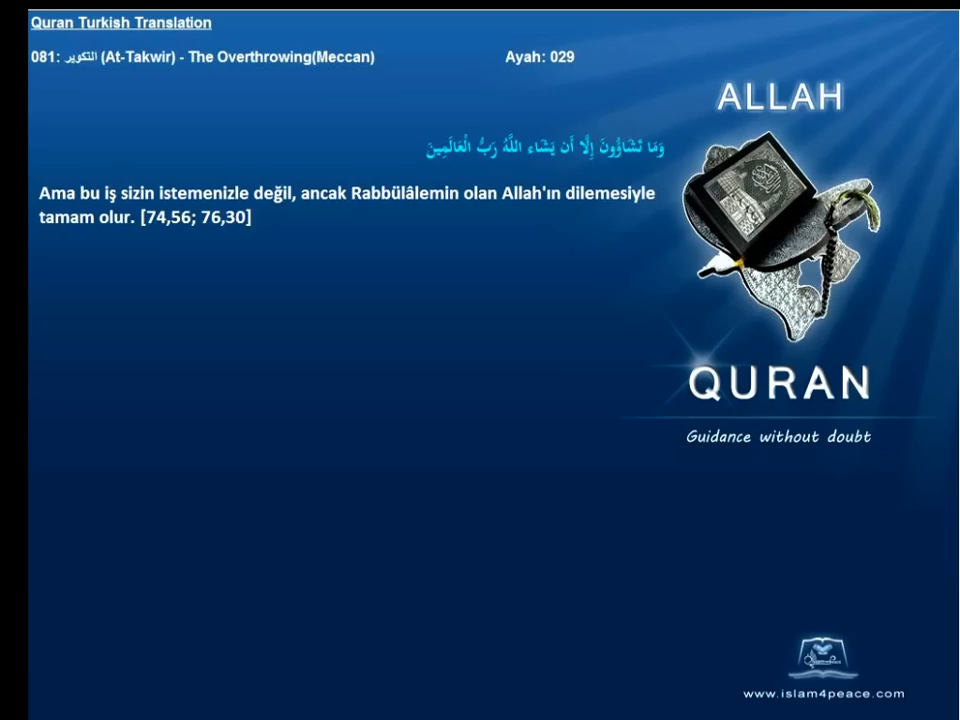 Quran Turkish Translation
081: التكوير (At-Takwir) - The Overthrowing(Meccan) Ayah: 029
ALLAH
وَمَا تَشَاؤُونَ إِلَّا أَن يَشَاء اللَّهُ رَبُّ الْعَالَمِينَ
Ama bu iş sizin istemenizle değil, ancak Rabbülâlemin olan Allah'ın dilemesiyle
tamam olur. [74,56; 76,30]
QURAN
Guidance without doubt
www.islam4peace.com